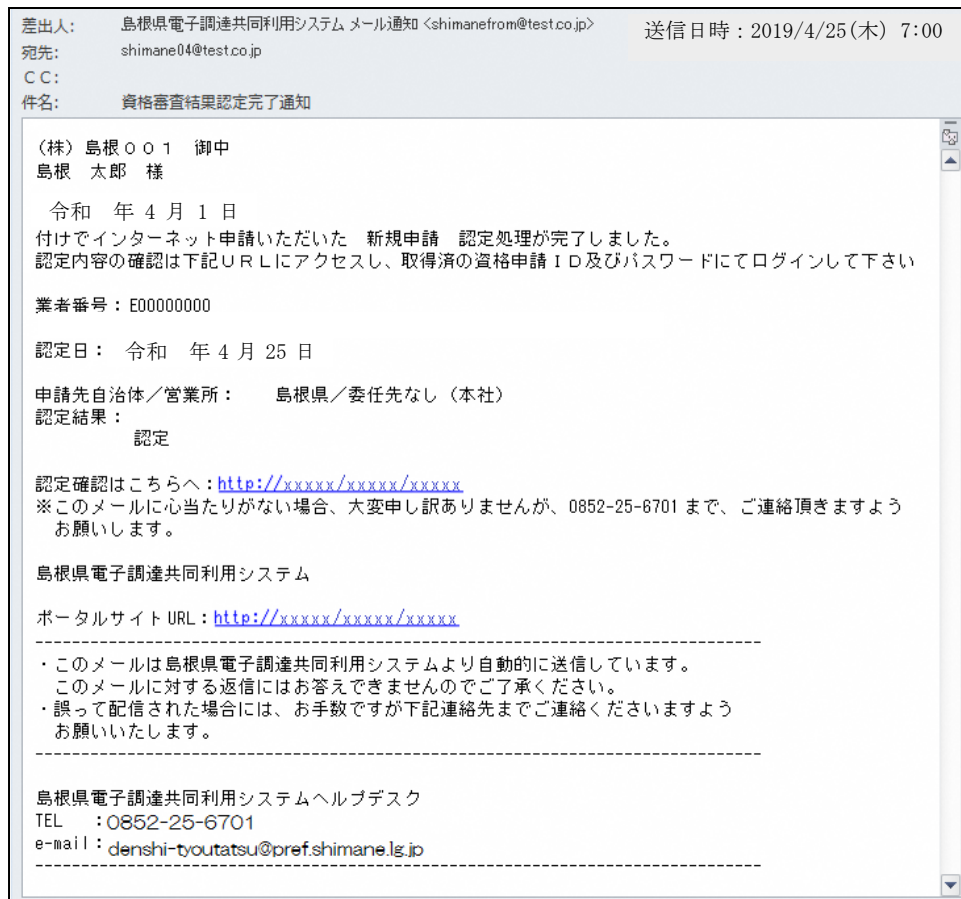 差出人: 島根県電子調達共同利用システム メール通知 <shimanefrom@test.co.jp> 送信日時：2019/4/25(木) 7:00
宛先: shimane04@test.co.jp
CC:
件名: 資格審査結果認定完了通知
（株）島根００１　御中
島根　太郎　様
令和　年 4 月 1 日
付けでインターネット申請いただいた　新規申請　認定処理が完了しました。
認定内容の確認は下記ＵＲＬにアクセスし、取得済の資格申請ＩＤ及びパスワードにてログインして下さい
業者番号：E00000000
認定日：　令和　年 4 月 25 日
申請先自治体／営業所：　　島根県／委任先なし（本社）
認定結果：
認定
認定確認はこちらへ：http://xxxxx/xxxxx/xxxxx
※このメールに心当たりがない場合、大変申し訳ありませんが、0852-25-6701 まで、ご連絡頂きますよう
お願いします。
島根県電子調達共同利用システム
ポータルサイト URL：http://xxxxx/xxxxx/xxxxx
--------------------------------------------------------------------------------
・このメールは島根県電子調達共同利用システムより自動的に送信しています。
このメールに対する返信にはお答えできませんのでご了承ください。
・誤って配信された場合には、お手数ですが下記連絡先までご連絡くださいますよう
お願いいたします。
--------------------------------------------------------------------------------
島根県電子調達共同利用システムヘルプデスク
TEL　：0852-25-6701
e-mail：denshi-tyoutatsu@pref.shimane.lg.jp
--------------------------------------------------------------------------------